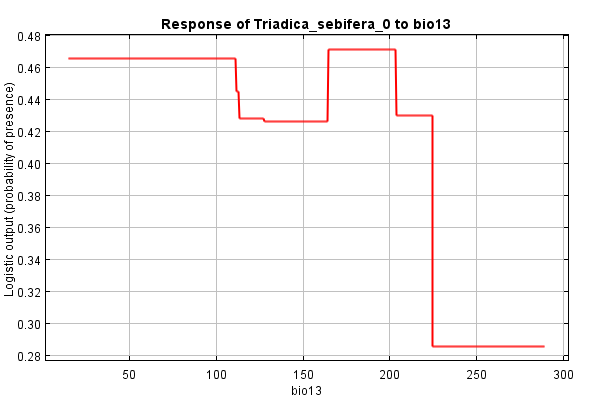 Response of Triadica_sebifera_0 to bio13
Logistic output (probability of presence)
0.48
0.46
0.44
0.42
0.40
0.38
0.36
0.34
0.32
0.30
0.28
50 100 150 200 250 300
bio13